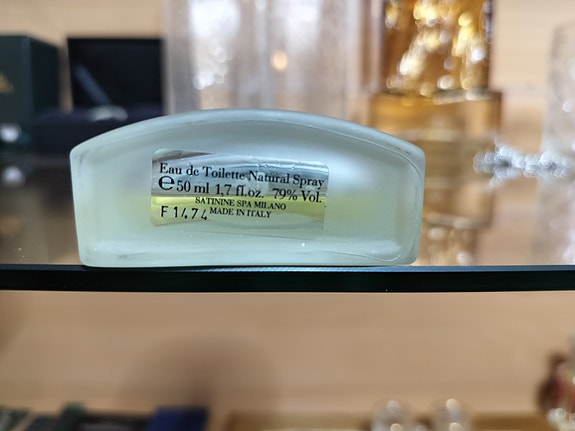 Eau de Toilette Natural Spray
℮ 50 ml 1,7 fl.oz. 79% Vol.
SATININE SPA MILANO
F 1474 MADE IN ITALY